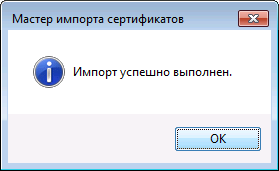 Мастер импорта сертификатов
Импорт успешно выполнен.
OK